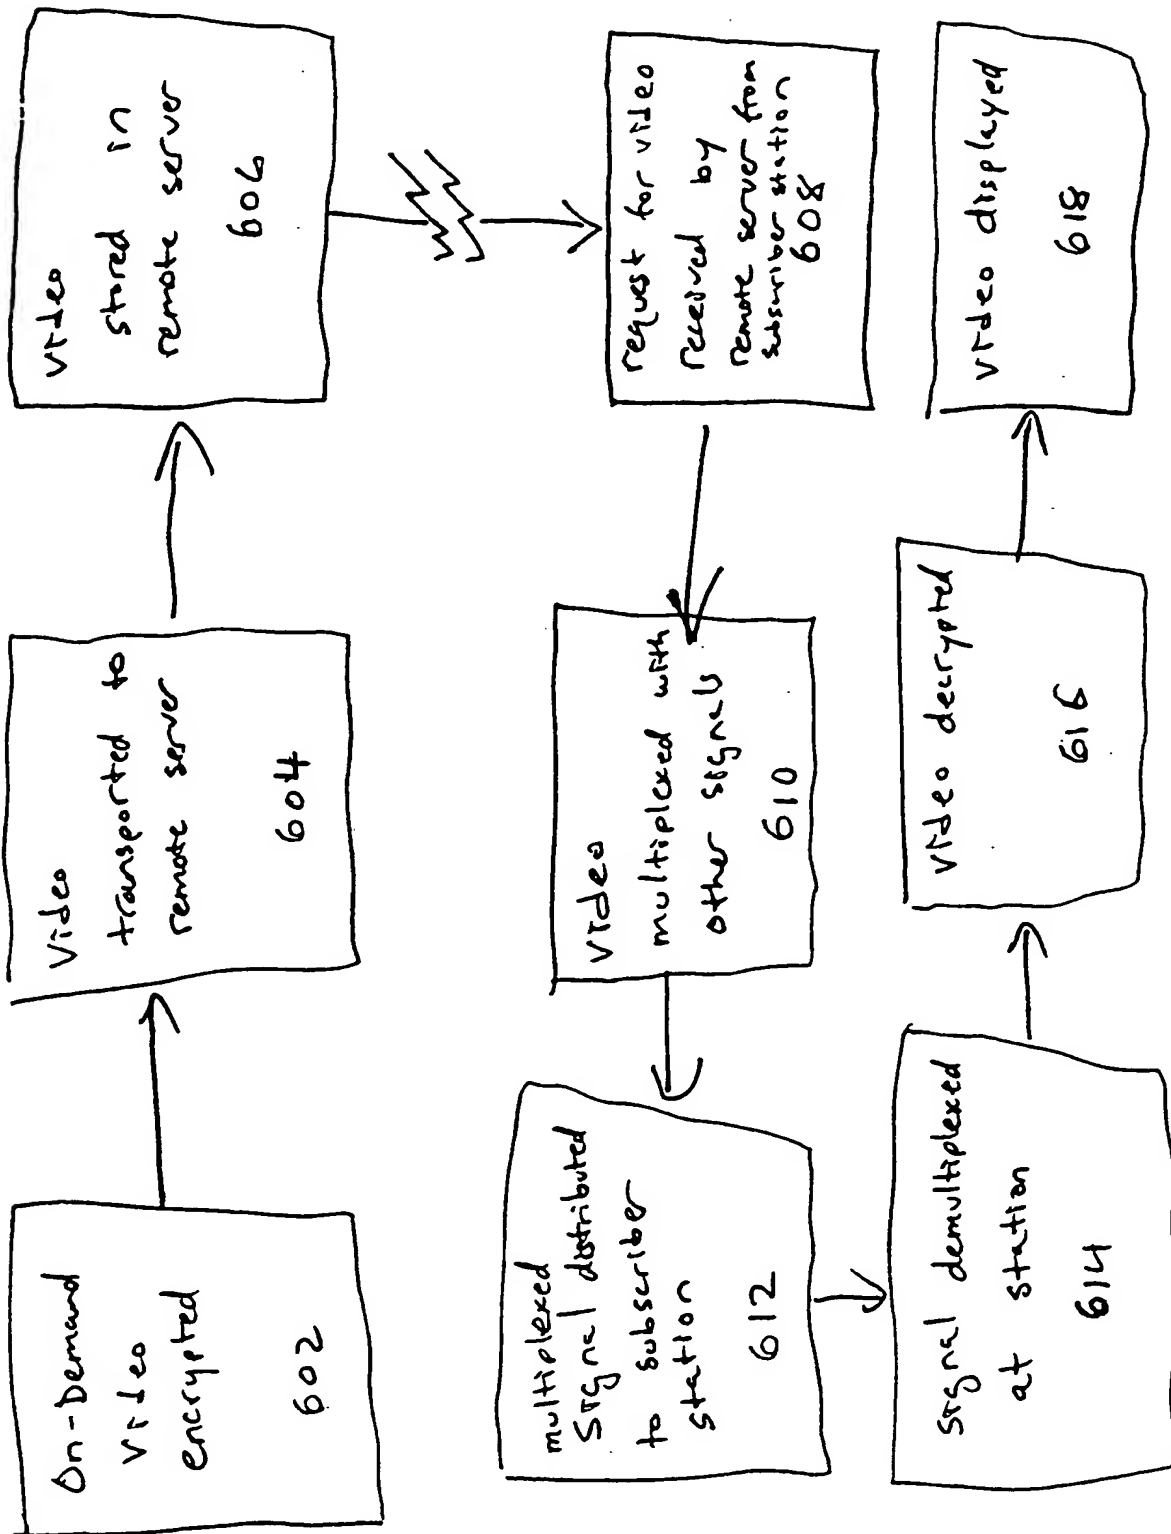 On-Demand
Video
encrypted
602
Video
transported to
remote server
604
Video
stored in
remote server
606
request for video
received by
remote server from
subscriber station
608
Video
multiplexed with
other signals
610
multiplexed
Signal distributed
to subscriber
station
612
signal demultiplexed
at station
614
Video decrypted
616
video displayed
618